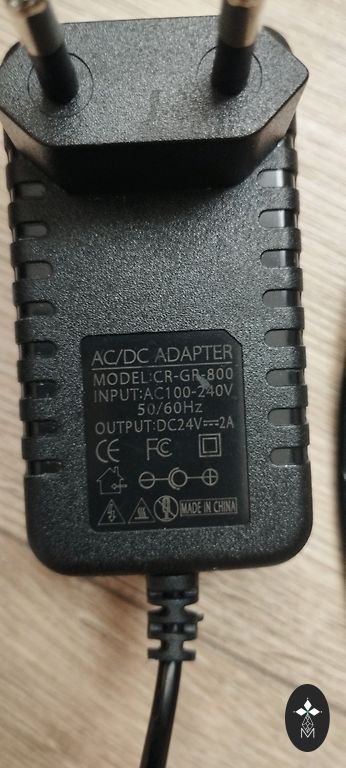 AC/DC ADAPTER
MODEL:CR-GR-800
INPUT:AC100-240V
50/60Hz
OUTPUT:DC24V⎓2A
CE FC
MADE IN CHINA
M